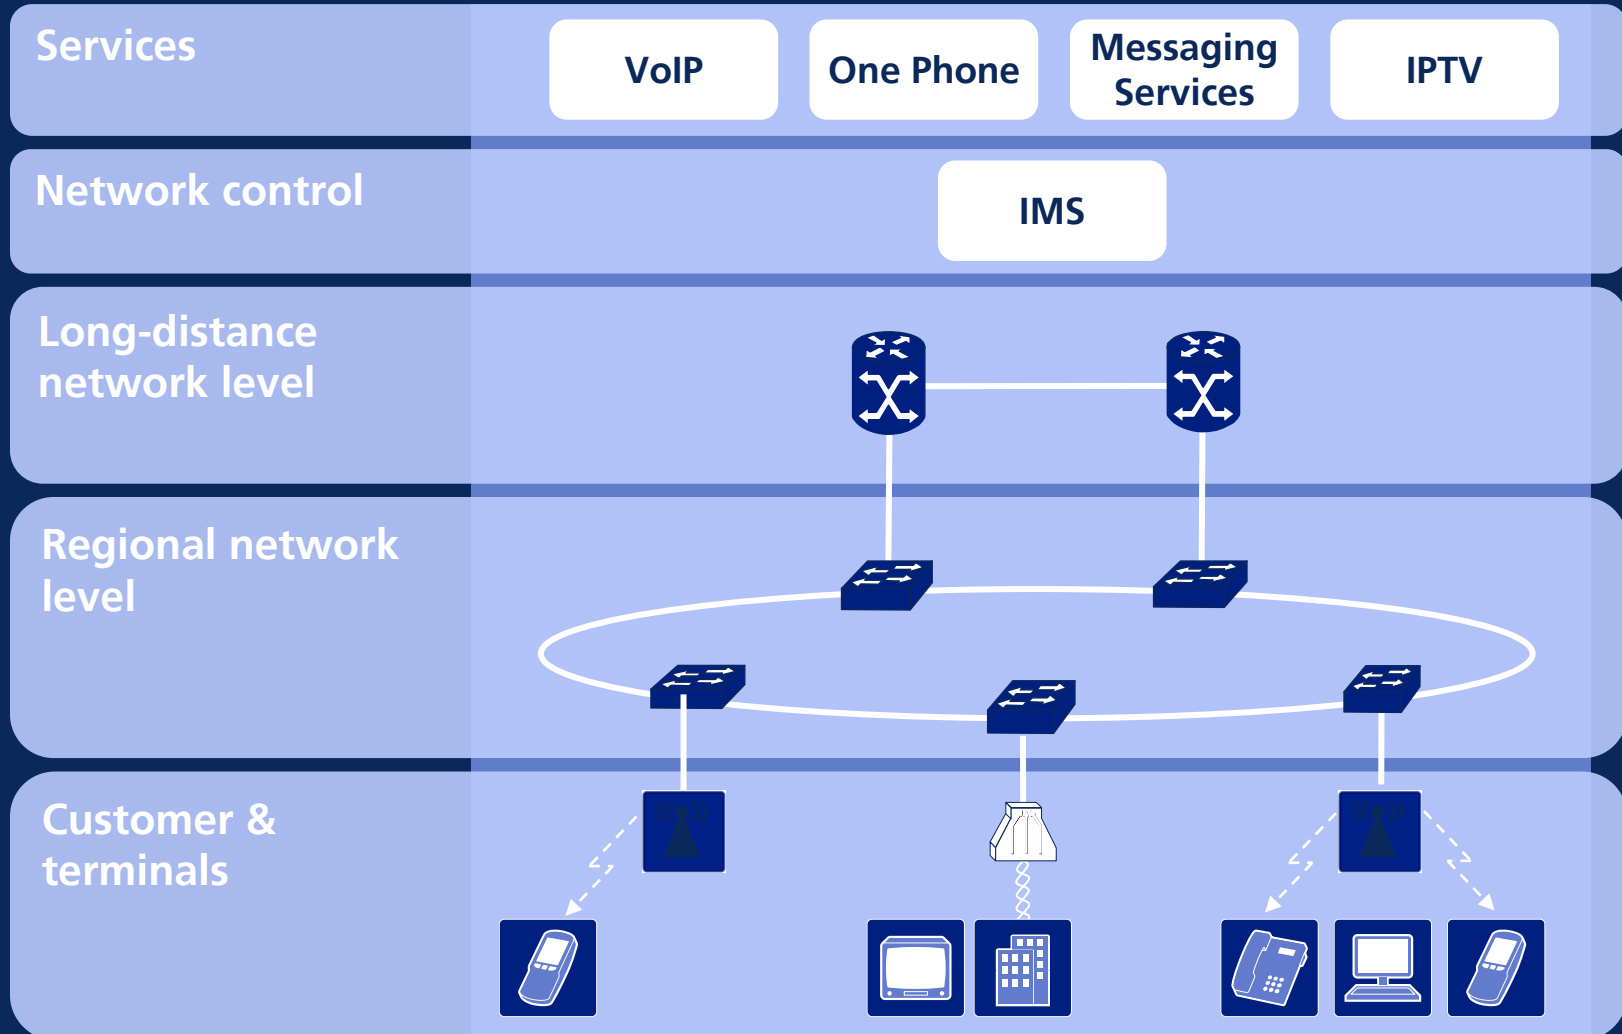 Services
VoIP
One Phone
Messaging
Services
IPTV
Network control
IMS
Long-distance
network level
Regional network
level
Customer &
terminals